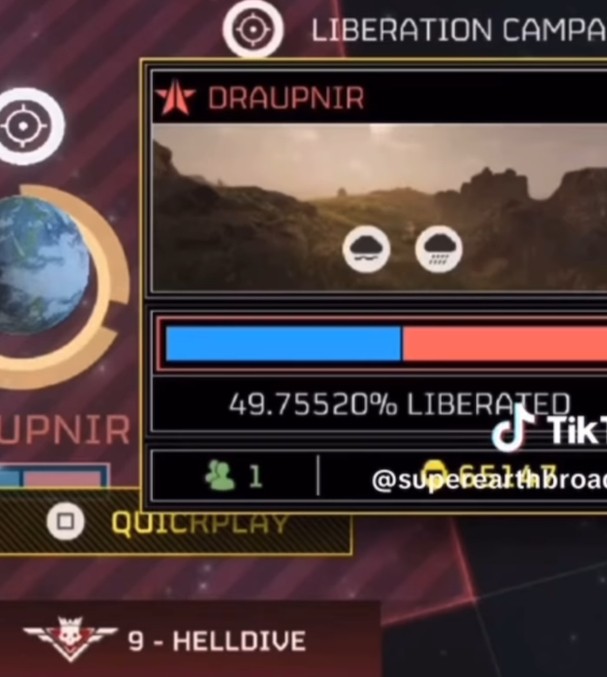 LIBERATION CAMPA
DRAUPNIR
49.75520% LIBERATED
UPNIR
TikT
1
@superearthbroad
QUICKPLAY
9 - HELLDIVE